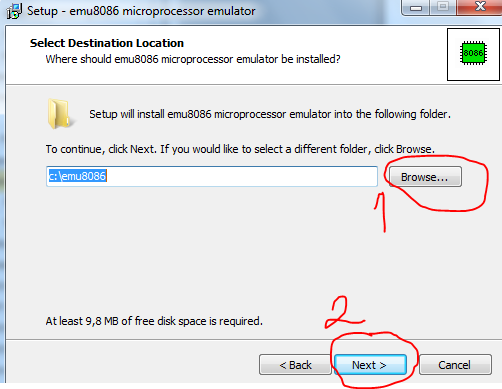 Setup - emu8086 microprocessor emulator
Select Destination Location
Where should emu8086 microprocessor emulator be installed?
8086
Setup will install emu8086 microprocessor emulator into the following folder.
To continue, click Next. If you would like to select a different folder, click Browse.
c:\emu8086
Browse...
1
At least 9,8 MB of free disk space is required.
2
< Back
Next >
Cancel